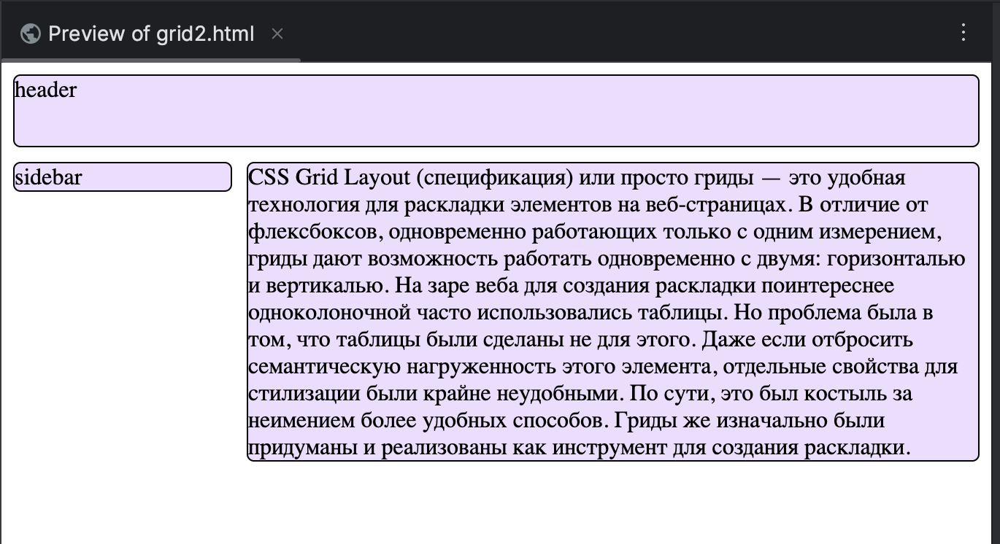 Preview of grid2.html
header
sidebar
CSS Grid Layout (спецификация) или просто гриды — это удобная
технология для раскладки элементов на веб-страницах. В отличие от
флексбоксов, одновременно работающих только с одним измерением,
гриды дают возможность работать одновременно с двумя: горизонталью
и вертикалью. На заре веба для создания раскладки поинтереснее
одноколоночной часто использовались таблицы. Но проблема была в
том, что таблицы были сделаны не для этого. Даже если отбросить
семантическую нагруженность этого элемента, отдельные свойства для
стилизации были крайне неудобными. По сути, это был костыль за
неимением более удобных способов. Гриды же изначально были
придуманы и реализованы как инструмент для создания раскладки.